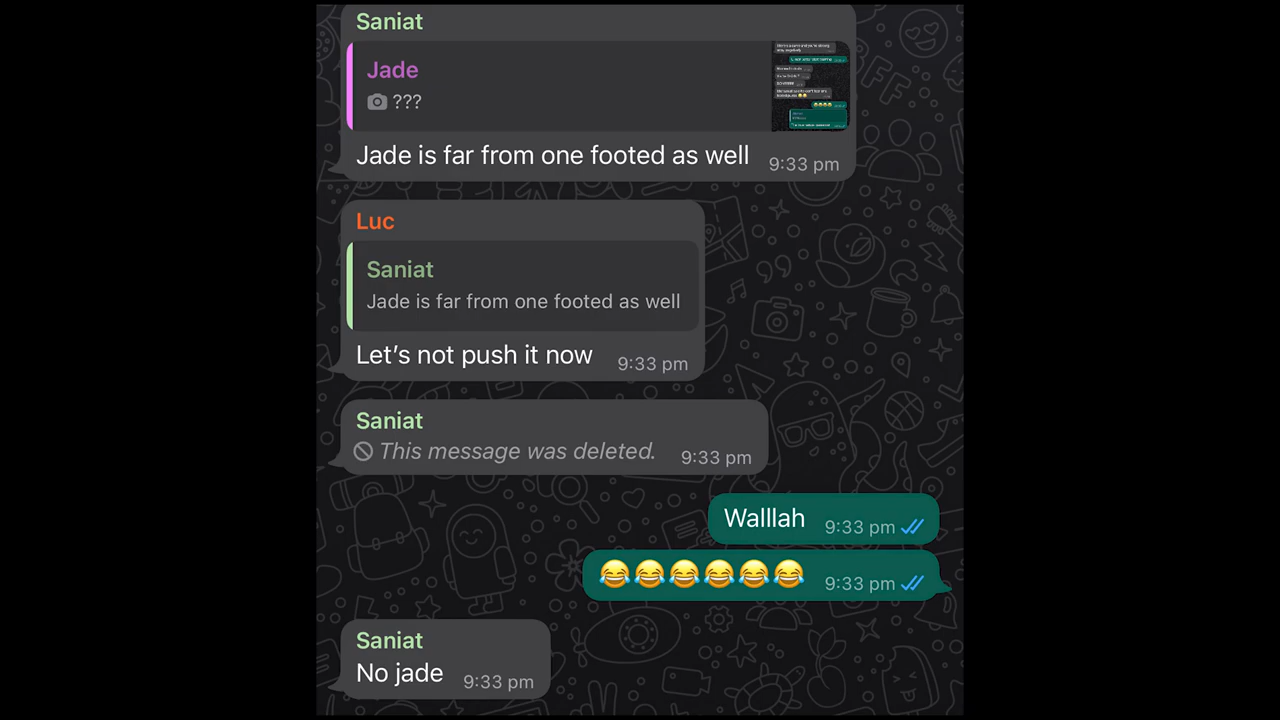 Saniat
Jade
???
Jade is far from one footed as well 9:33 pm
Luc
Saniat
Jade is far from one footed as well
Let’s not push it now 9:33 pm
Saniat
This message was deleted. 9:33 pm
Walllah 9:33 pm
😂😂😂😂😂😂 9:33 pm
Saniat
No jade 9:33 pm